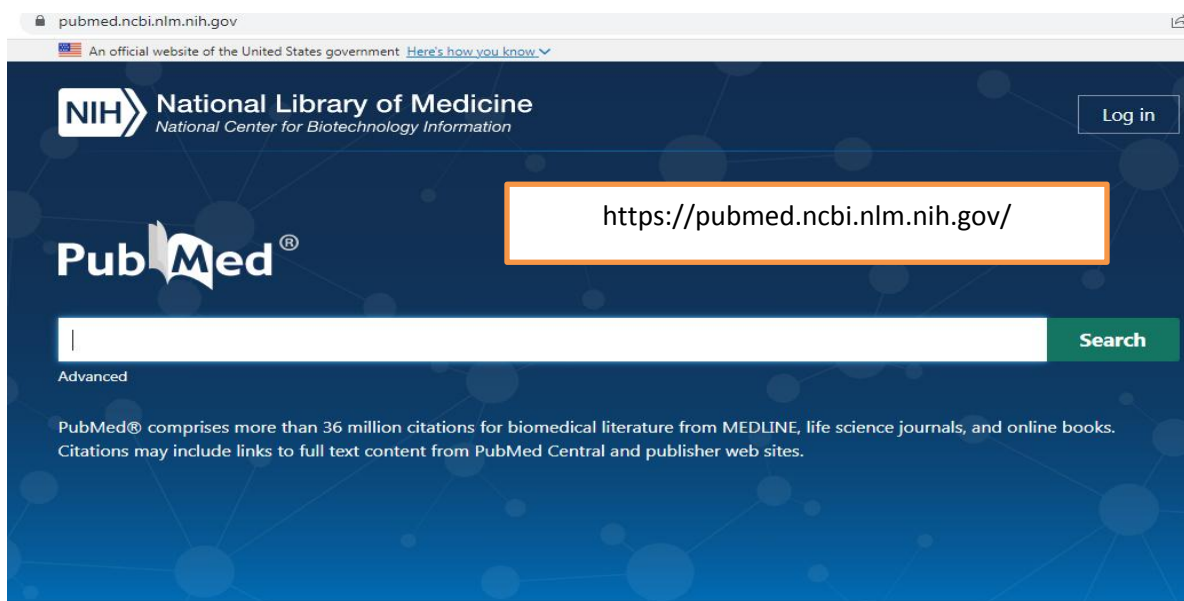 pubmed.ncbi.nlm.nih.gov
An official website of the United States government Here's how you know
NIH National Library of Medicine
National Center for Biotechnology Information
Log in
https://pubmed.ncbi.nlm.nih.gov/
PubMed®
Search
Advanced
PubMed® comprises more than 36 million citations for biomedical literature from MEDLINE, life science journals, and online books.
Citations may include links to full text content from PubMed Central and publisher web sites.